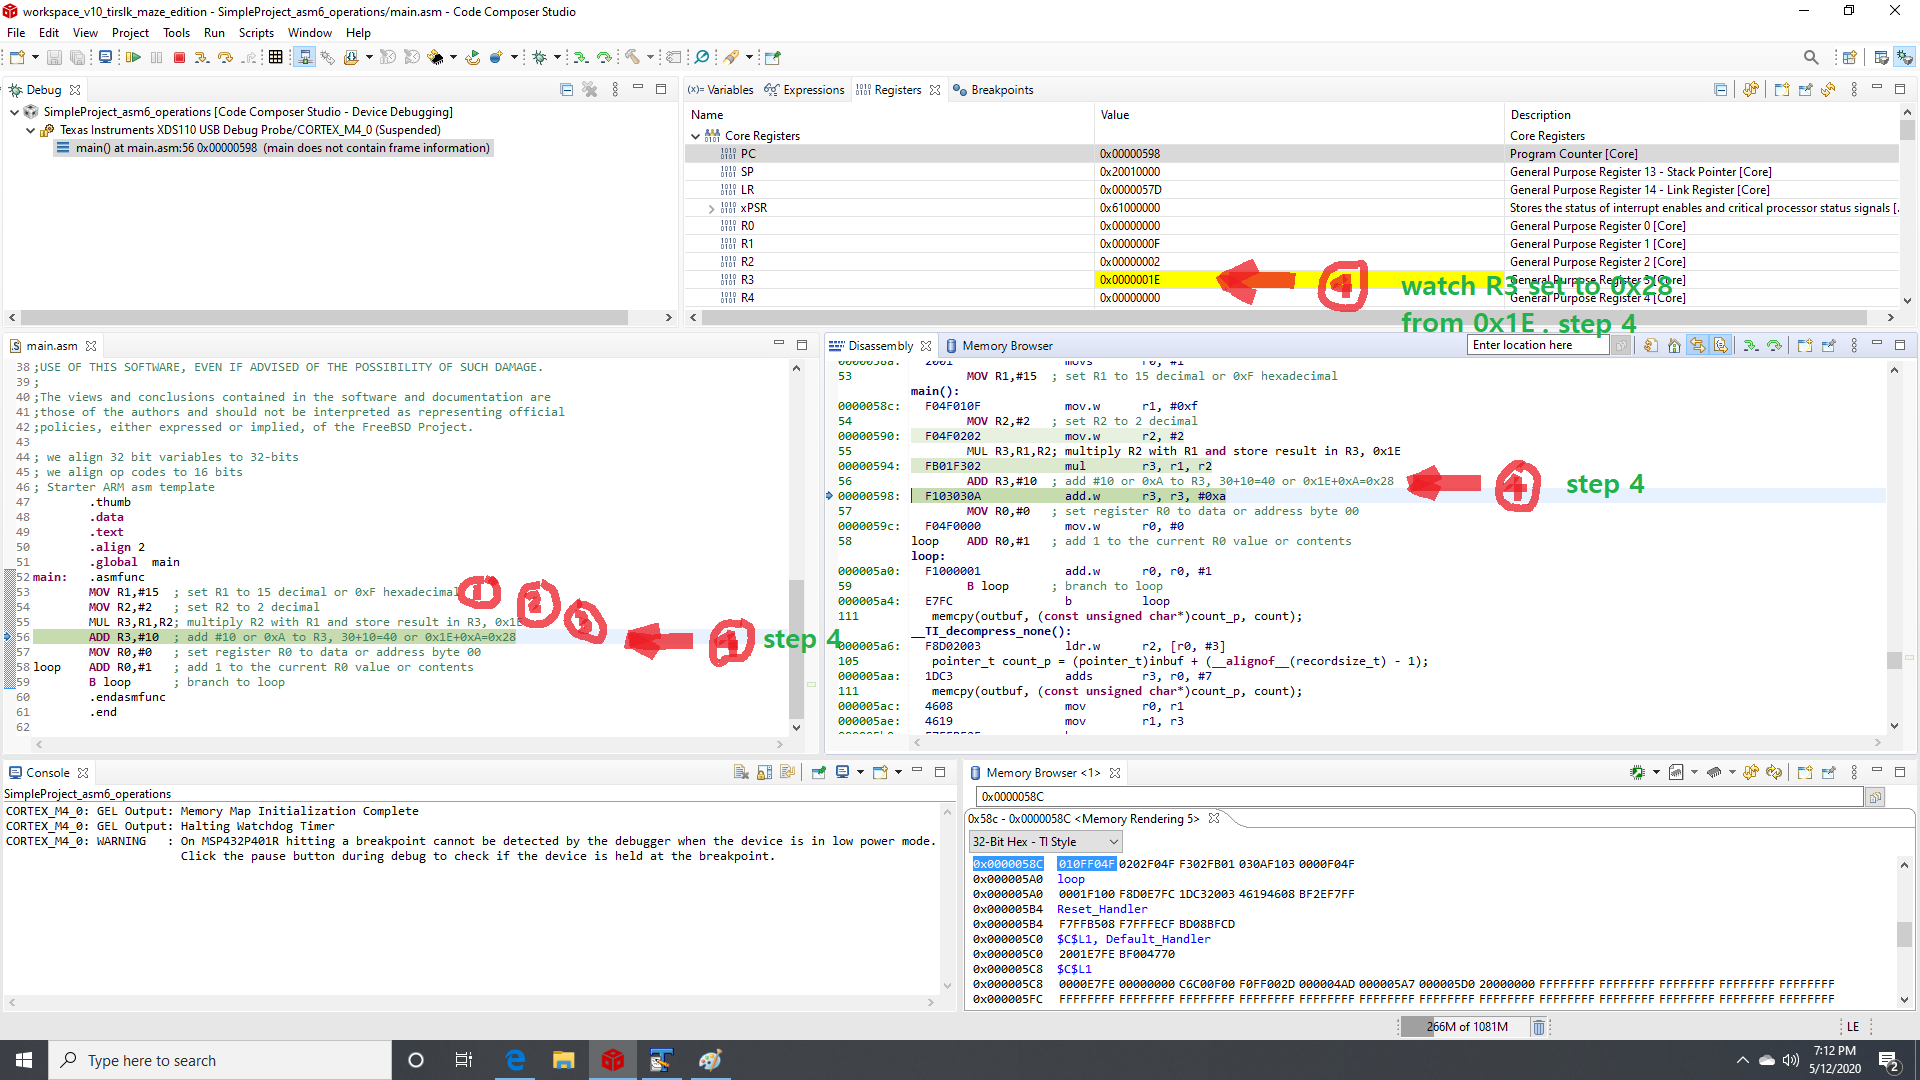 workspace_v10_tirslk_maze_edition - SimpleProject_asm6_operations/main.asm - Code Composer Studio
File Edit View Project Tools Run Scripts Window Help
Debug
SimpleProject_asm6_operations [Code Composer Studio - Device Debugging]
Texas Instruments XDS110 USB Debug Probe/CORTEX_M4_0 (Suspended)
main() at main.asm:56 0x00000598 (main does not contain frame information)
(x)= Variables Expressions Registers Breakpoints
Name Value Description
Core Registers Core Registers
PC 0x00000598 Program Counter [Core]
SP 0x20010000 General Purpose Register 13 - Stack Pointer [Core]
LR 0x0000057D General Purpose Register 14 - Link Register [Core]
xPSR 0x61000000 Stores the status of interrupt enables and critical processor status signals [.
R0 0x00000000 General Purpose Register 0 [Core]
R1 0x0000000F General Purpose Register 1 [Core]
R2 0x00000002 General Purpose Register 2 [Core]
R3 0x0000001E General Purpose Register 3 [Core]
R4 0x00000000 General Purpose Register 4 [Core]
4 watch R3 set to 0x28
from 0x1E . step 4
main.asm
38 ;USE OF THIS SOFTWARE, EVEN IF ADVISED OF THE POSSIBILITY OF SUCH DAMAGE.
39 ;
40 ;The views and conclusions contained in the software and documentation are
41 ;those of the authors and should not be interpreted as representing official
42 ;policies, either expressed or implied, of the FreeBSD Project.
43
44 ; we align 32 bit variables to 32-bits
45 ; we align op codes to 16 bits
46 ; Starter ARM asm template
47 .thumb
48 .data
49 .text
50 .align 2
51 .global main
52 main: .asmfunc
53 MOV R1,#15 ; set R1 to 15 decimal or 0xF hexadecimal 1
54 MOV R2,#2 ; set R2 to 2 decimal 2
55 MUL R3,R1,R2; multiply R2 with R1 and store result in R3, 0x1E 3
56 ADD R3,#10 ; add #10 or 0xA to R3, 30+10=40 or 0x1E+0xA=0x28 4 step 4
57 MOV R0,#0 ; set register R0 to data or address byte 00
58 loop ADD R0,#1 ; add 1 to the current R0 value or contents
59 B loop ; branch to loop
60 .endasmfunc
61 .end
62
Disassembly Memory Browser Enter location here
0000058a: 2001 movs r0, #1
53 MOV R1,#15 ; set R1 to 15 decimal or 0xF hexadecimal
main():
0000058c: F04F010F mov.w r1, #0xf
54 MOV R2,#2 ; set R2 to 2 decimal
00000590: F04F0202 mov.w r2, #2
55 MUL R3,R1,R2; multiply R2 with R1 and store result in R3, 0x1E
00000594: FB01F302 mul r3, r1, r2
56 ADD R3,#10 ; add #10 or 0xA to R3, 30+10=40 or 0x1E+0xA=0x28 4 step 4
00000598: F103030A add.w r3, r3, #0xa
57 MOV R0,#0 ; set register R0 to data or address byte 00
0000059c: F04F0000 mov.w r0, #0
58 loop ADD R0,#1 ; add 1 to the current R0 value or contents
loop:
000005a0: F1000001 add.w r0, r0, #1
59 B loop ; branch to loop
000005a4: E7FC b loop
111 memcpy(outbuf, (const unsigned char*)count_p, count);
__TI_decompress_none():
000005a6: F8D02003 ldr.w r2, [r0, #3]
105 pointer_t count_p = (pointer_t)inbuf + (__alignof__(recordsize_t) - 1);
000005aa: 1DC3 adds r3, r0, #7
111 memcpy(outbuf, (const unsigned char*)count_p, count);
000005ac: 4608 mov r0, r1
000005ae: 4619 mov r1, r3
Console
SimpleProject_asm6_operations
CORTEX_M4_0: GEL Output: Memory Map Initialization Complete
CORTEX_M4_0: GEL Output: Halting Watchdog Timer
CORTEX_M4_0: WARNING : On MSP432P401R hitting a breakpoint cannot be detected by the debugger when the device is in low power mode.
Click the pause button during debug to check if the device is held at the breakpoint.
Memory Browser <1>
0x0000058C
0x58c - 0x0000058C <Memory Rendering 5>
32-Bit Hex - TI Style
0x0000058C 010FF04F 0202F04F F302FB01 030AF103 0000F04F
0x000005A0 loop
0x000005A0 0001F100 F8D0E7FC 1DC32003 46194608 BF2EF7FF
0x000005B4 Reset_Handler
0x000005B4 F7FFB508 F7FFFECF BD08BFCD
0x000005C0 $C$L1, Default_Handler
0x000005C0 2001E7FE BF004770
0x000005C8 $C$L1
0x000005C8 0000E7FE 00000000 C6C00F00 F0FF002D 000004AD 000005A7 000005D0 20000000 FFFFFFFF FFFFFFFF FFFFFFFF FFFFFFFF FFFFFFFF
0x000005FC FFFFFFFF FFFFFFFF FFFFFFFF FFFFFFFF FFFFFFFF FFFFFFFF FFFFFFFF FFFFFFFF FFFFFFFF FFFFFFFF FFFFFFFF FFFFFFFF FFFFFFFF
266M of 1081M LE
Type here to search
7:12 PM
5/12/2020
2